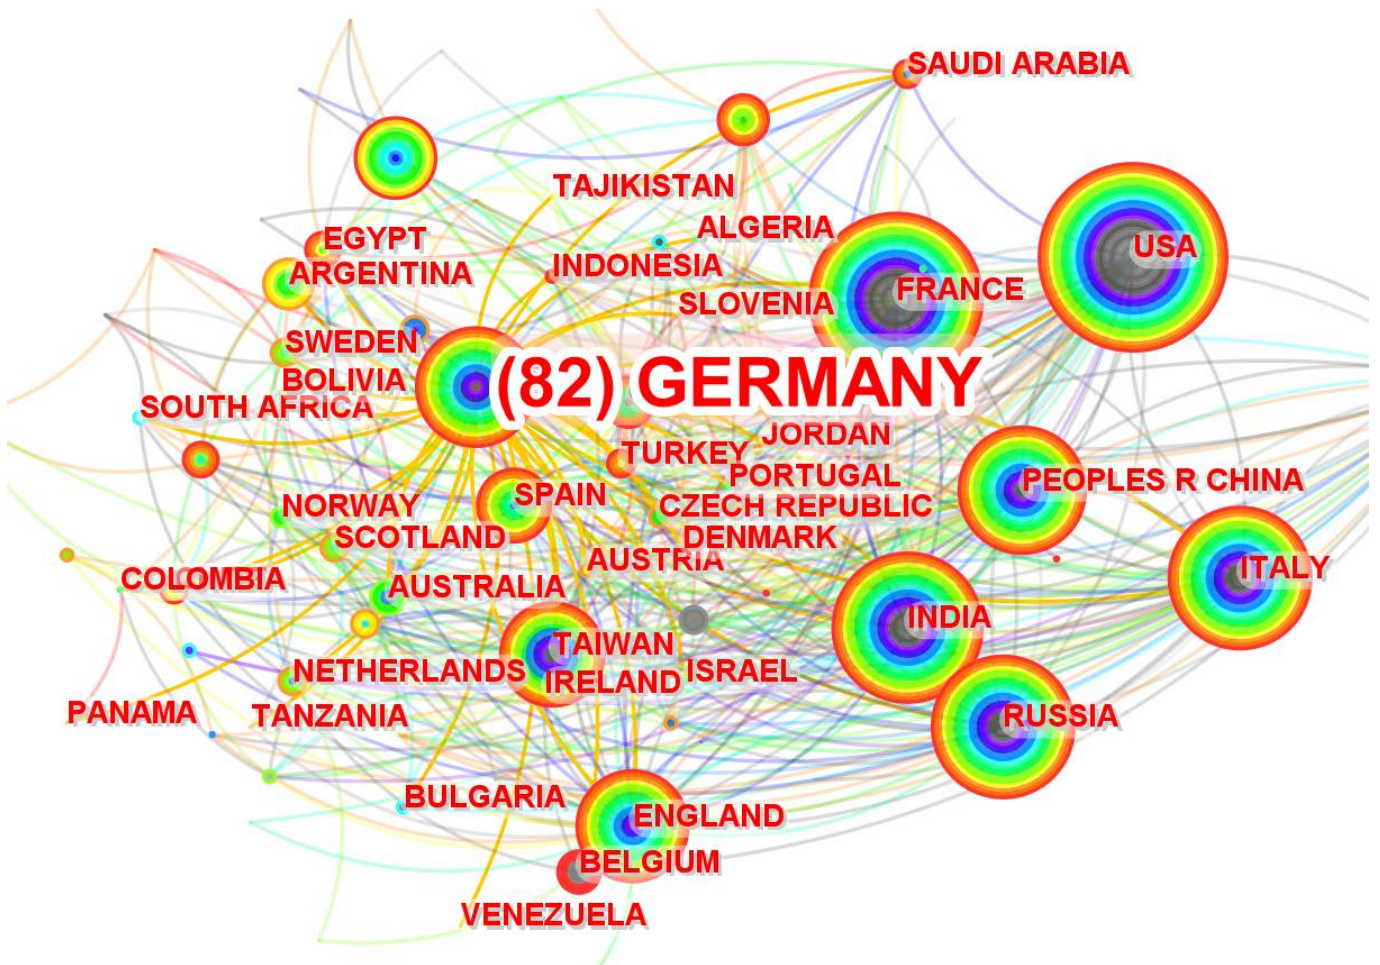 SAUDI ARABIA
TAJIKISTAN
ALGERIA
EGYPT
USA
INDONESIA
ARGENTINA
FRANCE
SLOVENIA
SWEDEN
BOLIVIA
(82) GERMANY
SOUTH AFRICA
JORDAN
TURKEY
PORTUGAL
PEOPLES R CHINA
SPAIN
NORWAY
CZECH REPUBLIC
SCOTLAND
DENMARK
AUSTRIA
ITALY
COLOMBIA
AUSTRALIA
INDIA
TAIWAN
NETHERLANDS
ISRAEL
IRELAND
PANAMA
TANZANIA
RUSSIA
BULGARIA
ENGLAND
BELGIUM
VENEZUELA